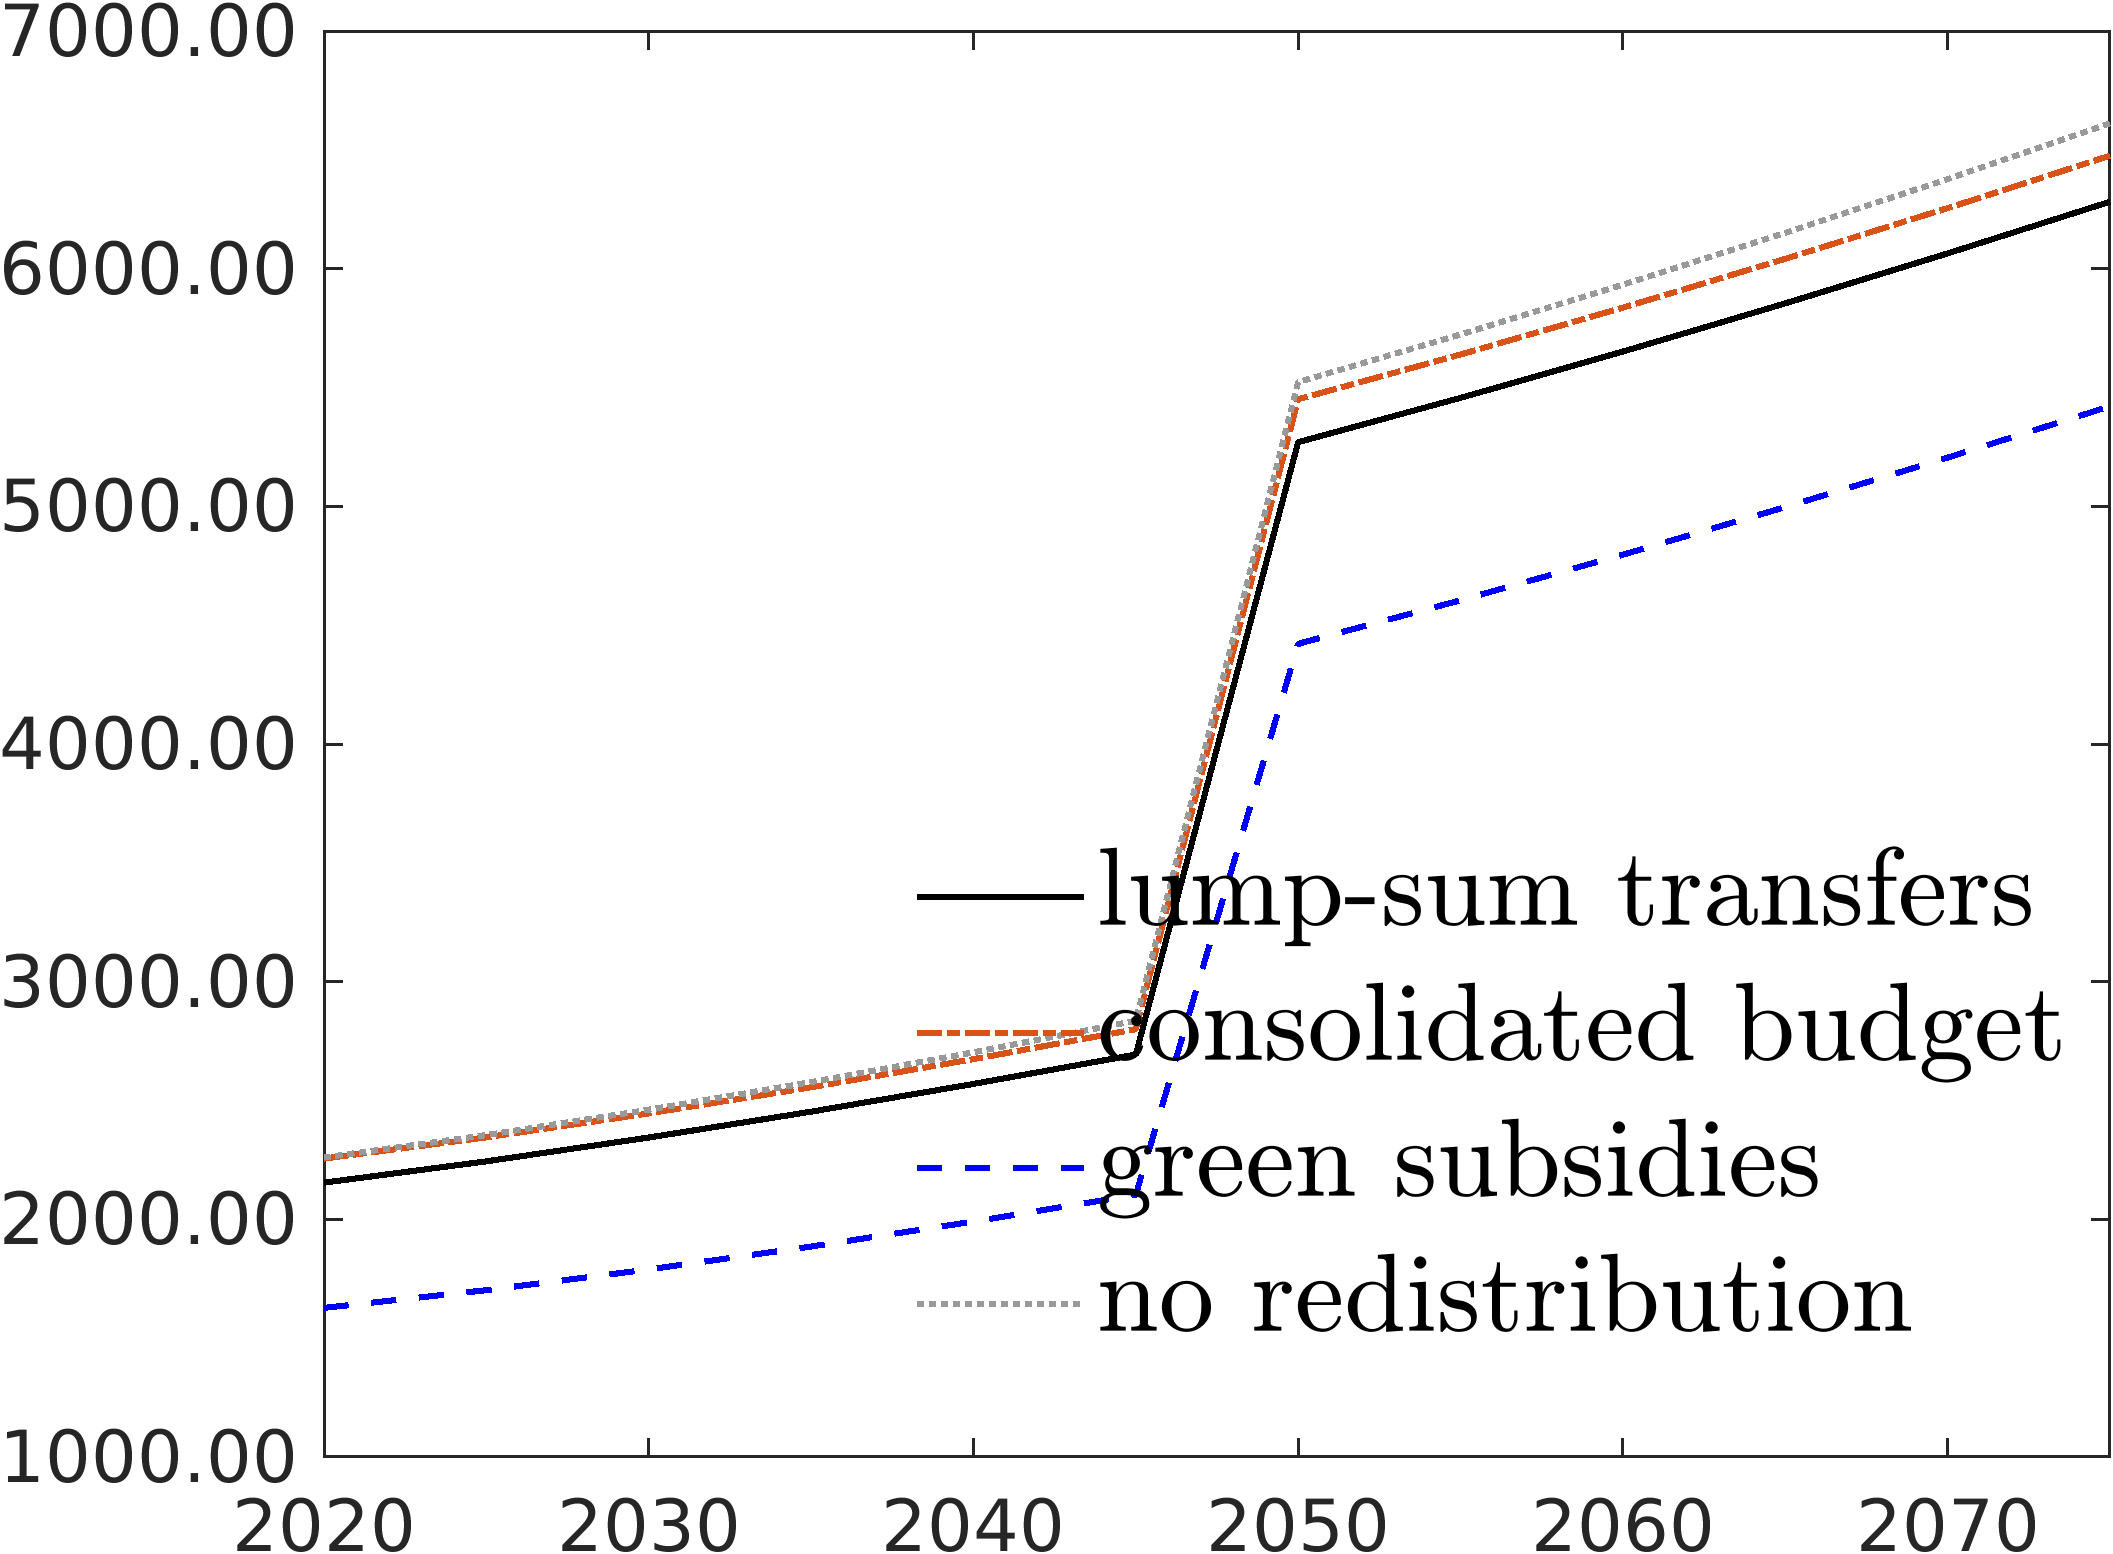 7000.00
6000.00
5000.00
4000.00
3000.00
2000.00
1000.00
lump-sum transfers
consolidated budget
green subsidies
no redistribution
2020 2030 2040 2050 2060 2070